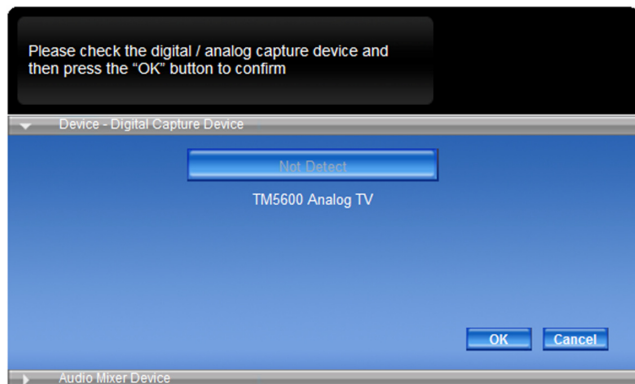 Please check the digital / analog capture device and
then press the “OK” button to confirm
Device - Digital Capture Device
Not Detect
TM5600 Analog TV
OK Cancel
Audio Mixer Device